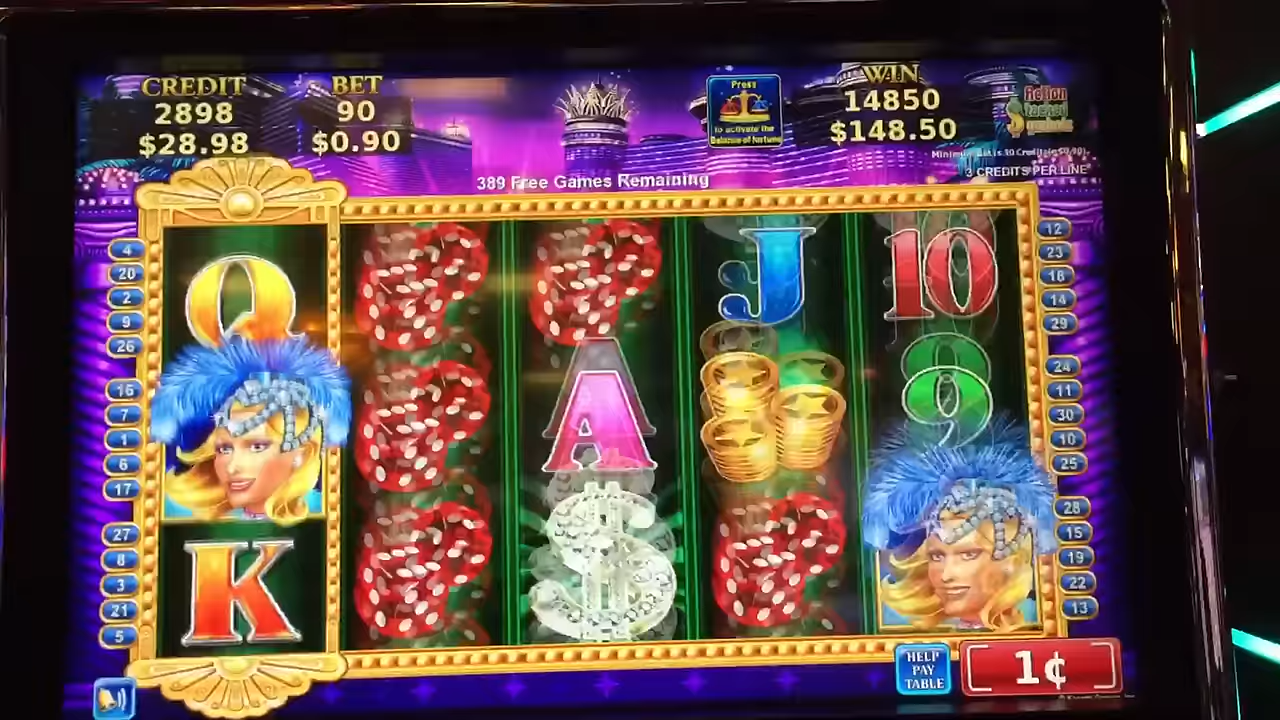 CREDIT
2898
$28.98
BET
90
$0.90
Press
to activate the
Balance of Fortune
WIN
14850
$148.50
Action
Stacked
Symbols
3 CREDITS PER LINE
389 Free Games Remaining
4
20
2
9
26
16
7
1
6
17
27
8
3
21
5
Q
K
A
J
10
9
$
12
23
18
14
29
24
11
30
10
25
28
15
19
22
13
HELP
PAY
TABLE
1¢